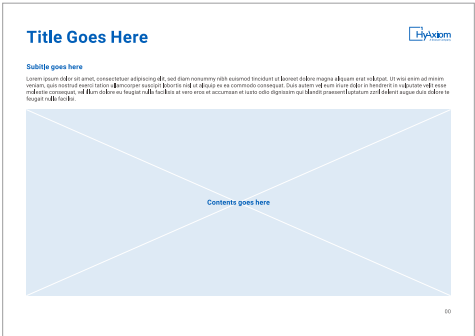 Title Goes Here
HyAxiom
Subtitle goes here
Lorem ipsum dolor sit amet, consectetuer adipiscing elit, sed diam nonummy nibh euismod tincidunt ut laoreet dolore magna aliquam erat volutpat. Ut wisi enim ad minim
veniam, quis nostrud exerci tation ullamcorper suscipit lobortis nisl ut aliquip ex ea commodo consequat. Duis autem vel eum iriure dolor in hendrerit in vulputate velit esse
molestie consequat, vel illum dolore eu feugiat nulla facilisis at vero eros et accumsan et iusto odio dignissim qui blandit praesent luptatum zzril delenit augue duis dolore te
feugait nulla facilisi.
Contents goes here
00